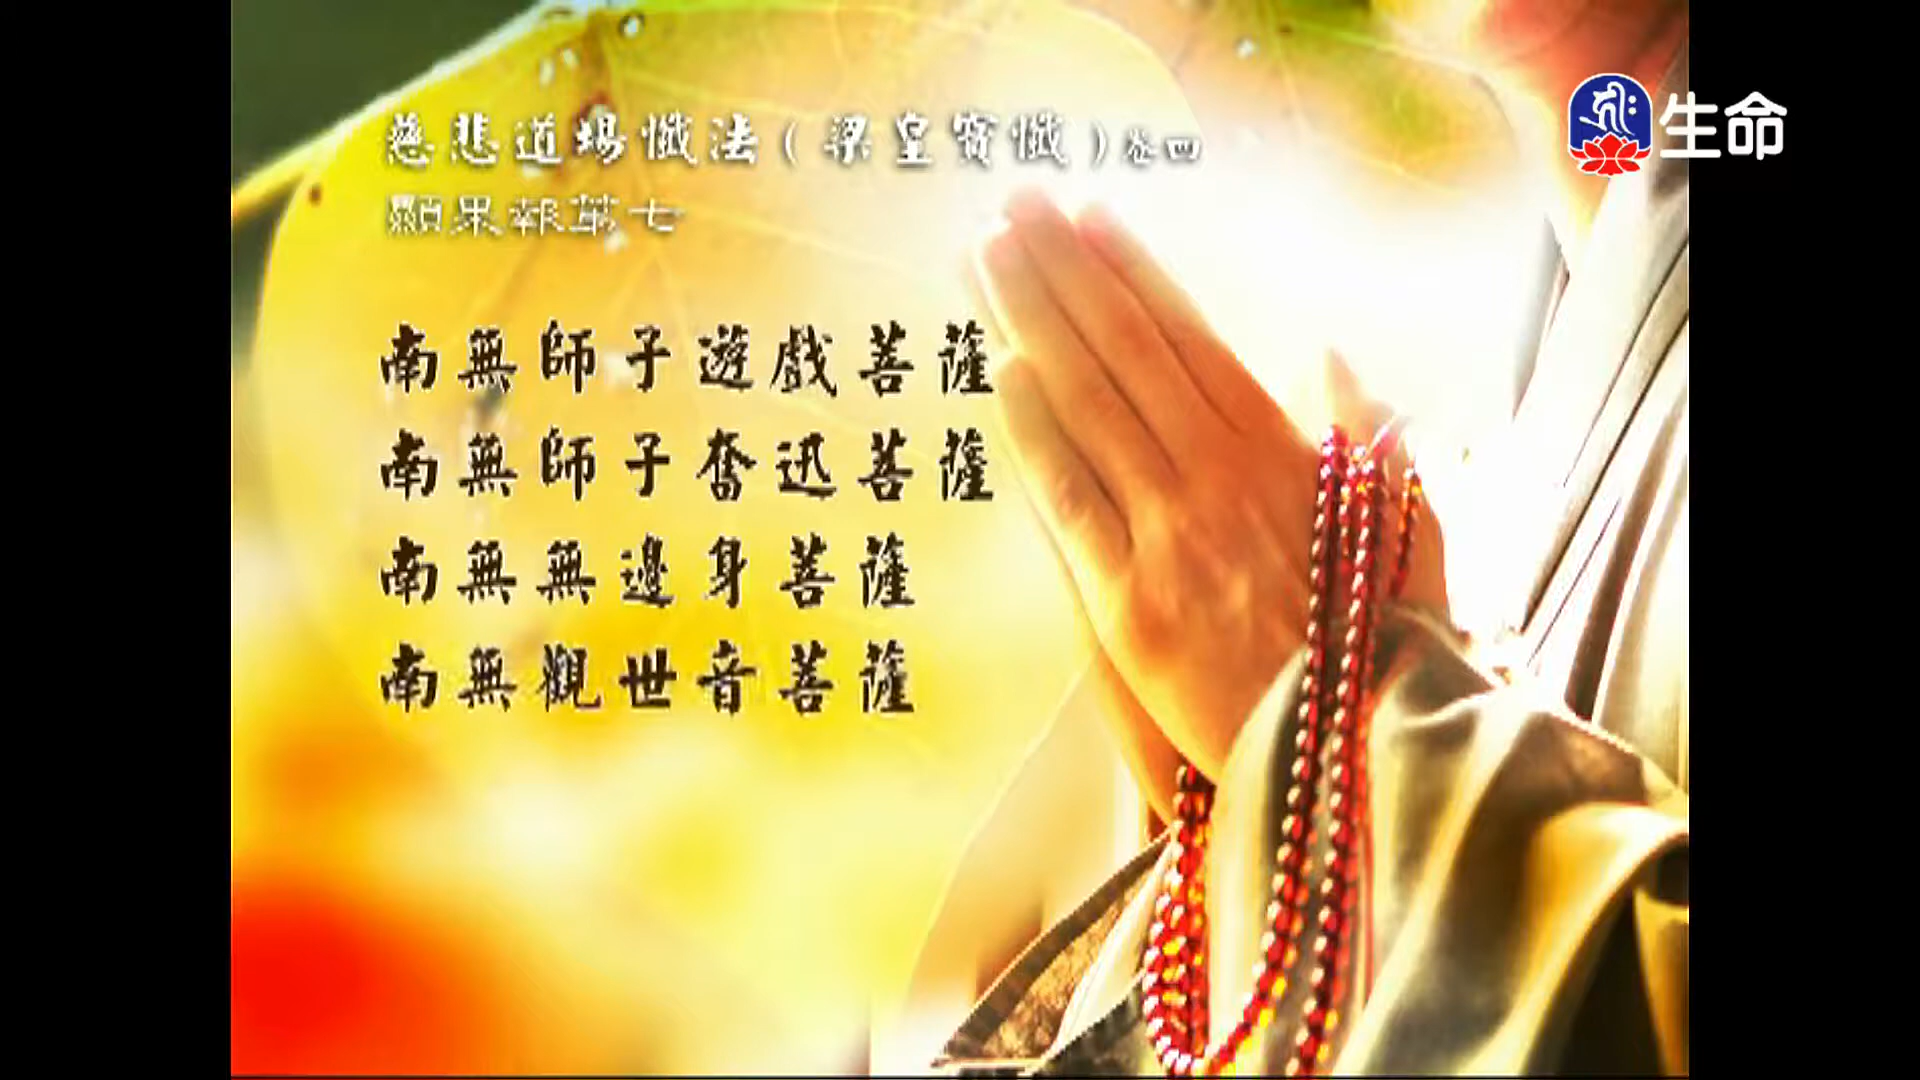 慈悲道場懺法(梁皇寶懺)卷四
顯果報第七
南無師子遊戲菩薩
南無師子奮迅菩薩
南無無邊身菩薩
南無觀世音菩薩
生命